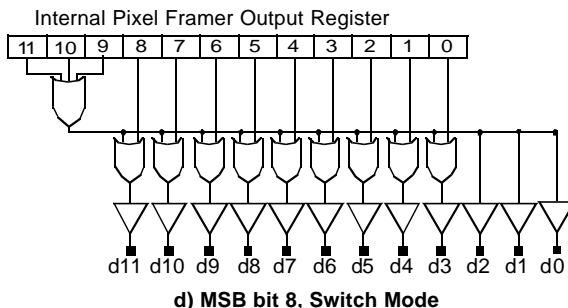 Internal Pixel Framer Output Register
11 10 9 8 7 6 5 4 3 2 1 0
d11 d10 d9 d8 d7 d6 d5 d4 d3 d2 d1 d0
d) MSB bit 8, Switch Mode